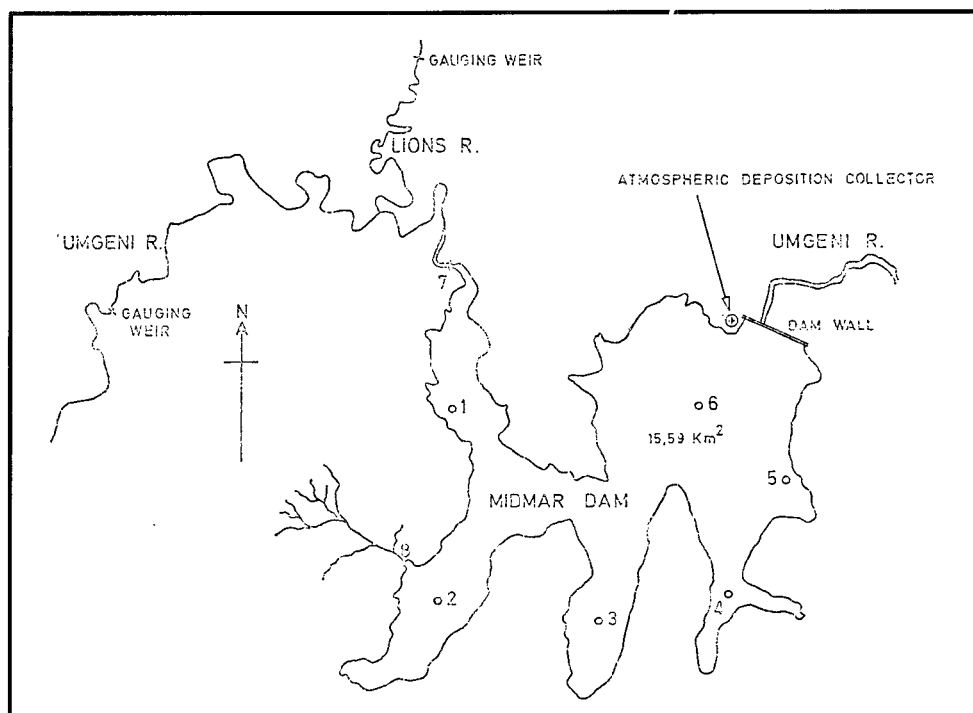 GAUGING WEIR
LIONS R.
ATMOSPHERIC DEPOSITION COLLECTOR
UMGENI R.
UMGENI R.
7
GAUGING
WEIR
N
DAM WALL
1
6
15,59 Km²
5
MIDMAR DAM
8
2
3
4